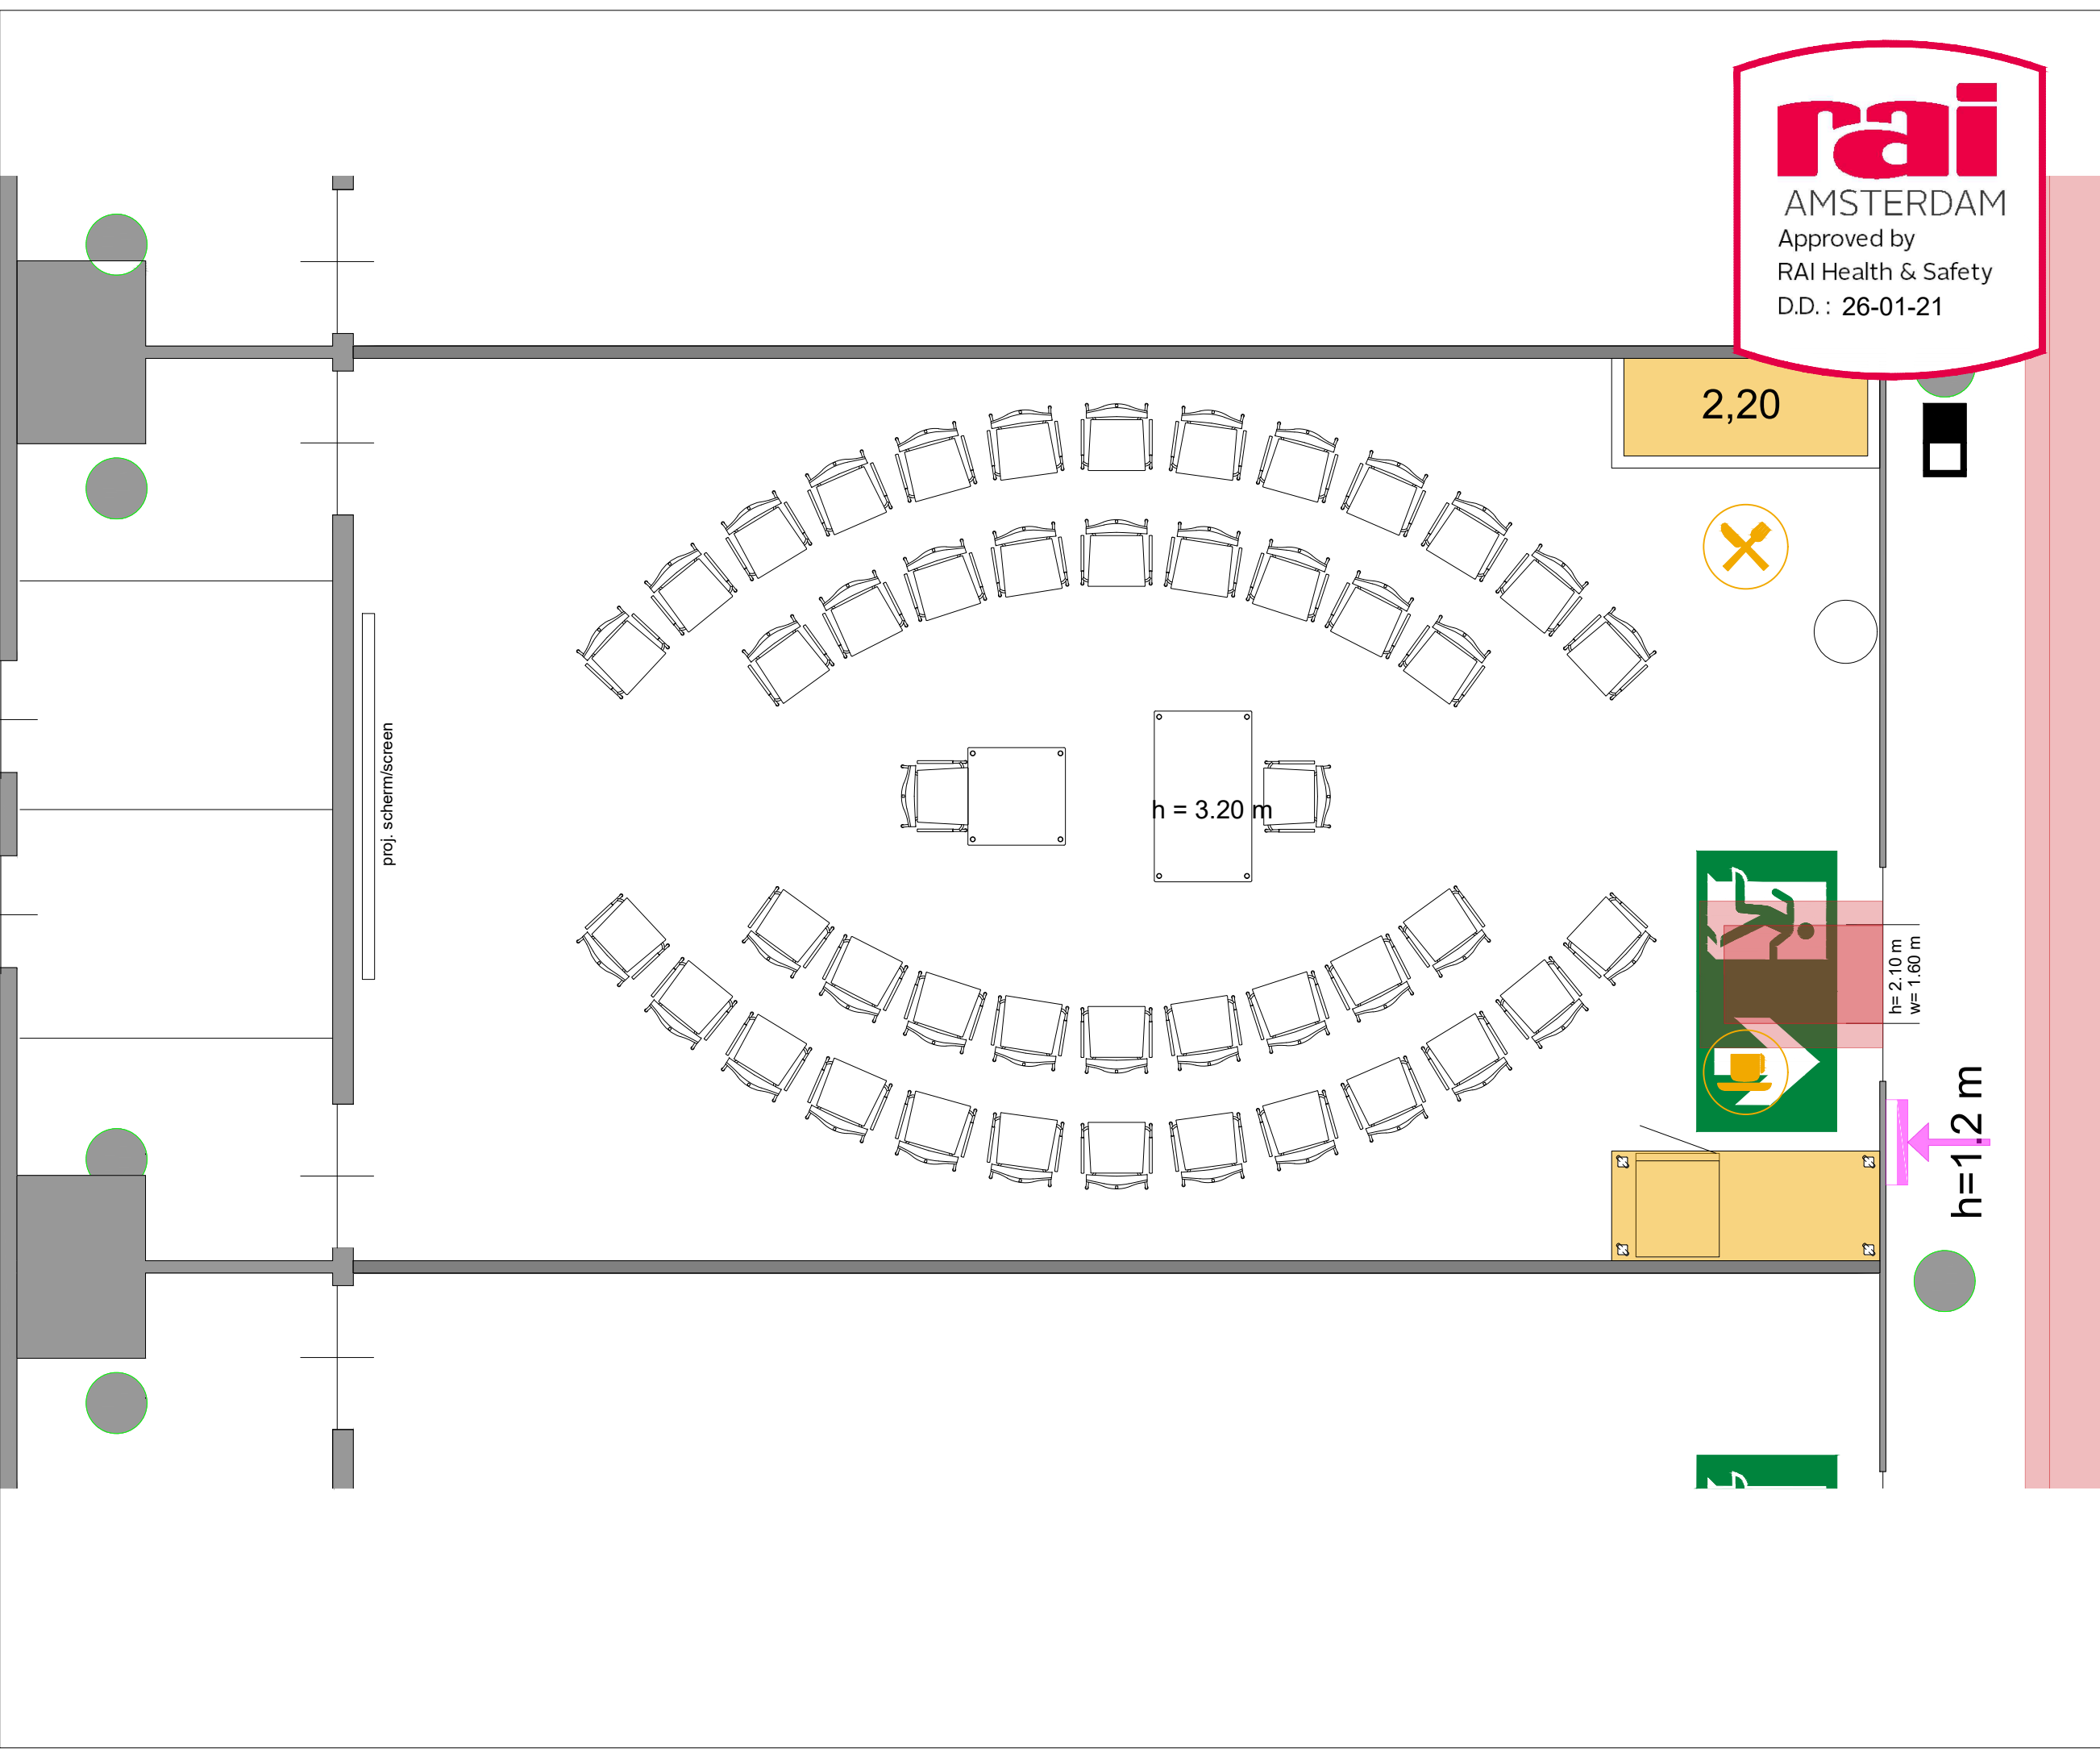 rai
AMSTERDAM
Approved by
RAI Health & Safety
D.D. : 26-01-21
2,20
proj. scherm/screen
h = 3.20 m
h= 2.10 m
w= 1.60 m
h=1.2 m